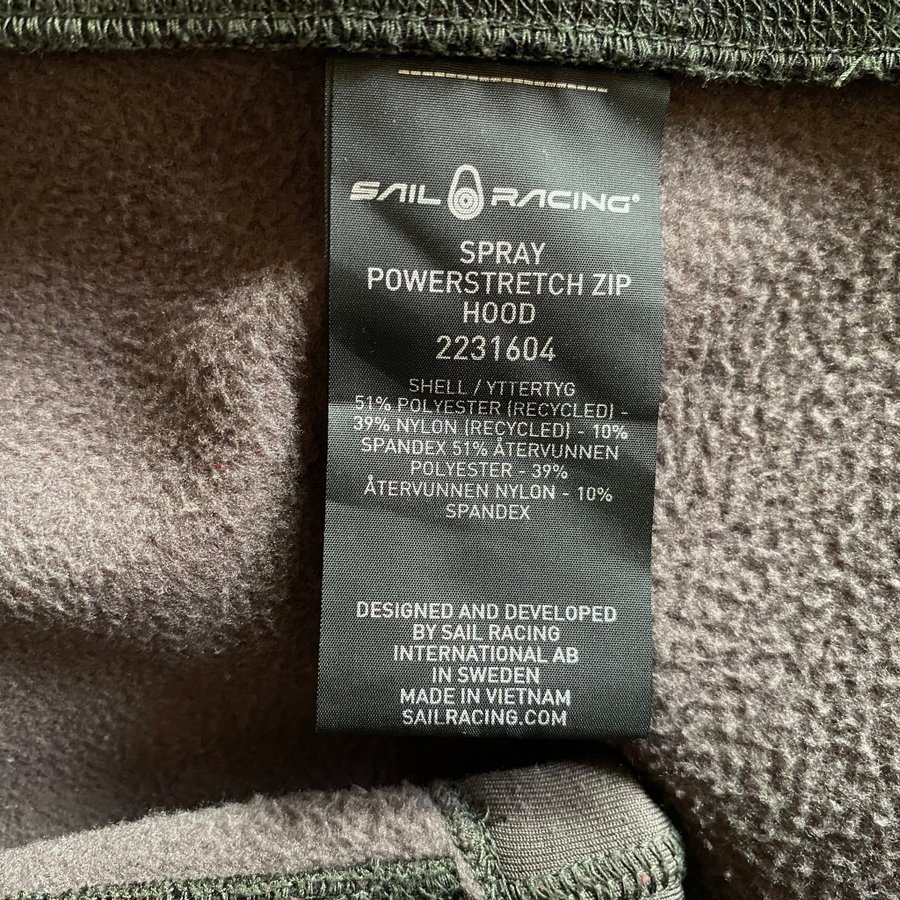 SAIL RACING®
SPRAY
POWERSTRETCH ZIP
HOOD
2231604
SHELL / YTTERTYG
51% POLYESTER (RECYCLED) -
39% NYLON (RECYCLED) - 10%
SPANDEX 51% ÅTERVUNNEN
POLYESTER - 39%
ÅTERVUNNEN NYLON - 10%
SPANDEX
DESIGNED AND DEVELOPED
BY SAIL RACING
INTERNATIONAL AB
IN SWEDEN
MADE IN VIETNAM
SAILRACING.COM